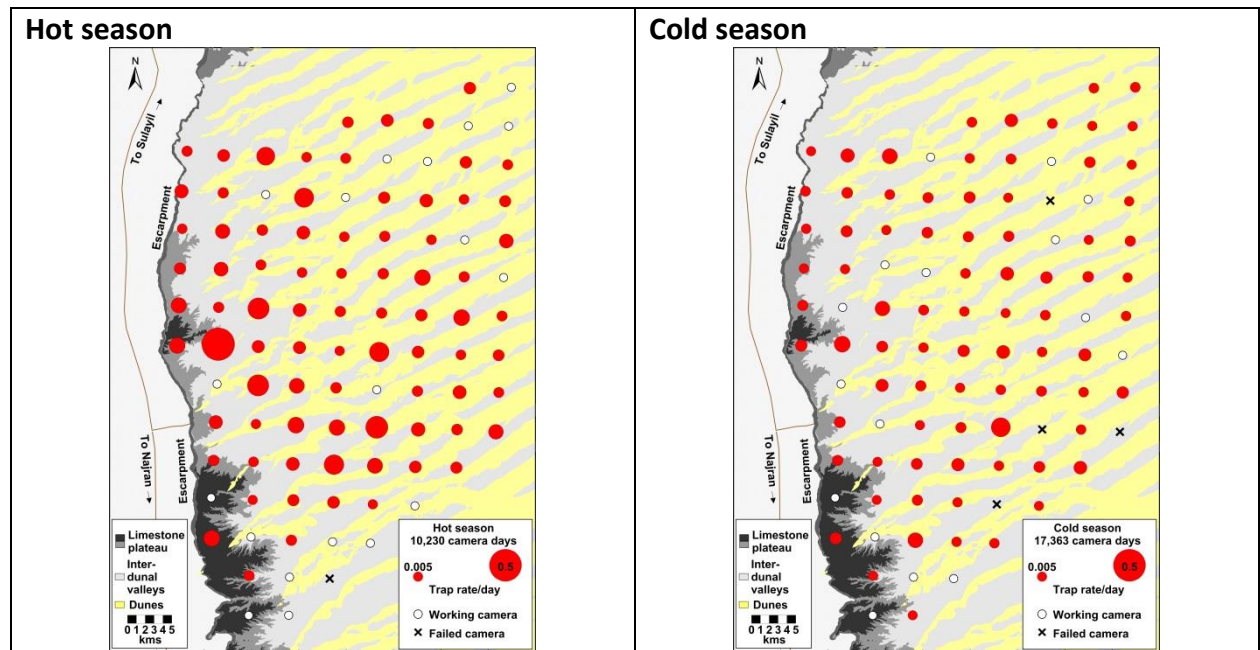 Hot season
N
To Sulayil
Escarpment
Escarpment
To Najran
Limestone
plateau
Inter-
dunal
valleys
Dunes
0 1 2 3 4 5
kms
Hot season
10,230 camera days
0.005
0.5
Trap rate/day
Working camera
Failed camera
Cold season
N
To Sulayil
Escarpment
Escarpment
To Najran
Limestone
plateau
Inter-
dunal
valleys
Dunes
0 1 2 3 4 5
kms
Cold season
17,363 camera days
0.005
0.5
Trap rate/day
Working camera
Failed camera